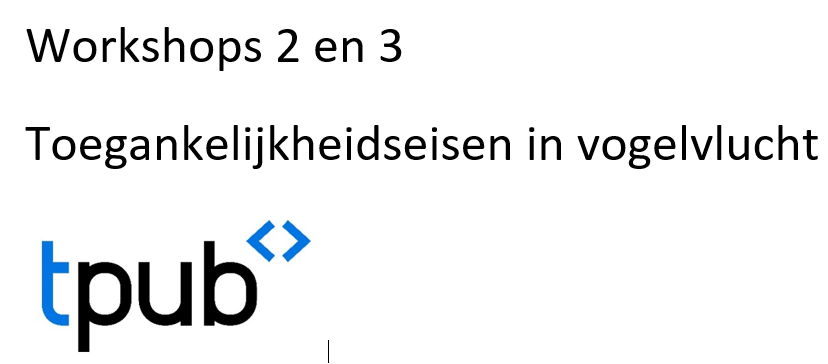 Workshops 2 en 3
Toegankelijkheidseisen in vogelvlucht
tpub<>